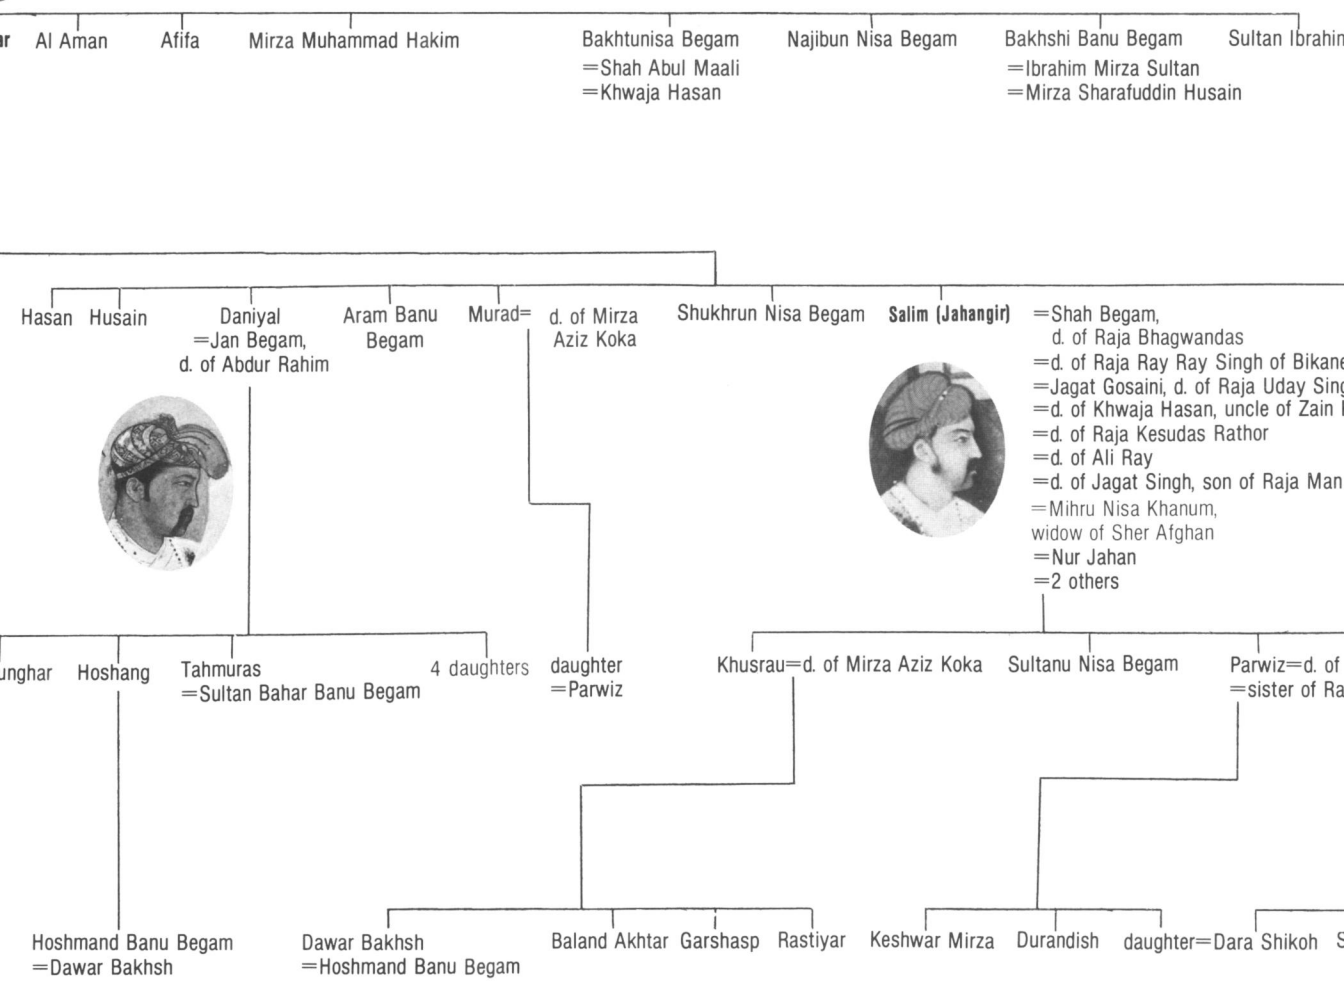 Al Aman Afifa Mirza Muhammad Hakim Bakhtunisa Begam Najibun Nisa Begam Bakhshi Banu Begam Sultan
=Shah Abul Maali =Ibrahim Mirza Sultan
=Khwaja Hasan =Mirza Sharafuddin Husain
Hasan Husain Daniyal Aram Banu Murad= d. of Mirza Shukhrun Nisa Begam Salim (Jahangir) =Shah Begam,
=Jan Begam, Begam Aziz Koka d. of Raja Bhagwandas
d. of Abdur Rahim =d. of Raja Ray Ray Singh of
=Jagat Gosaini, d. of Raja Uday
=d. of Khwaja Hasan, uncle of Zain
=d. of Raja Kesudas Rathor
=d. of Ali Ray
=d. of Jagat Singh, son of Raja Man
=Mihru Nisa Khanum,
widow of Sher Afghan
=Nur Jahan
=2 others
Hoshang Tahmuras 4 daughters daughter Khusrau=d. of Mirza Aziz Koka Sultanu Nisa Begam Parwiz=d. of
=Sultan Bahar Banu Begam =Parwiz =sister of
Hoshmand Banu Begam Dawar Bakhsh Baland Akhtar Garshasp Rastiyar Keshwar Mirza Durandish daughter=Dara Shikoh
=Dawar Bakhsh =Hoshmand Banu Begam